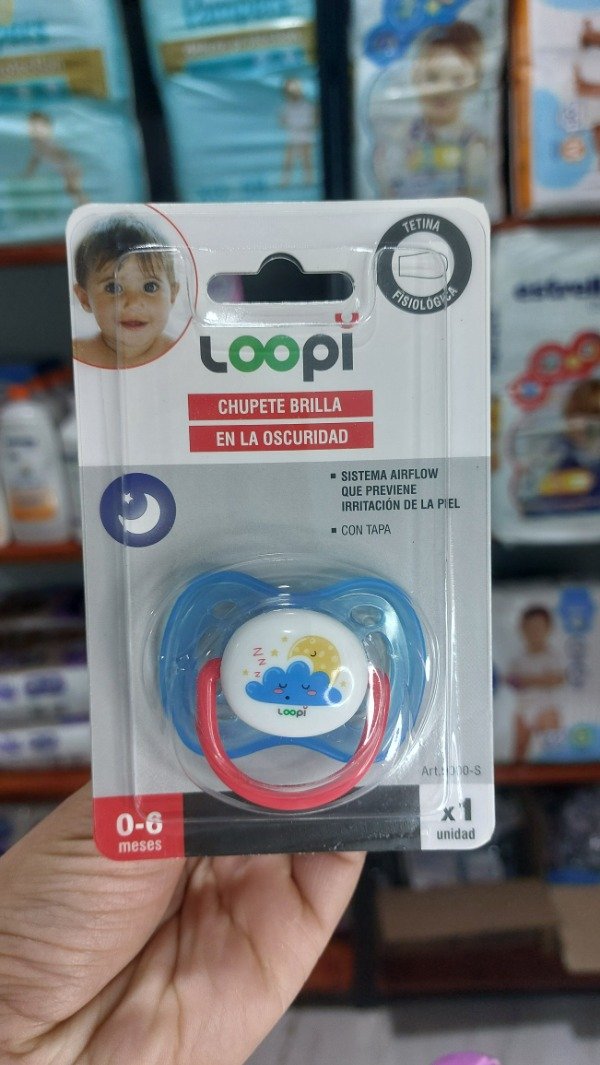 TETINA
FISIOLÓGICA
LOOPi
CHUPETE BRILLA
EN LA OSCURIDAD
▪ SISTEMA AIRFLOW
QUE PREVIENE
IRRITACIÓN DE LA PIEL
▪ CON TAPA
z
z
z
LOOPi
0-6
meses
x1
unidad